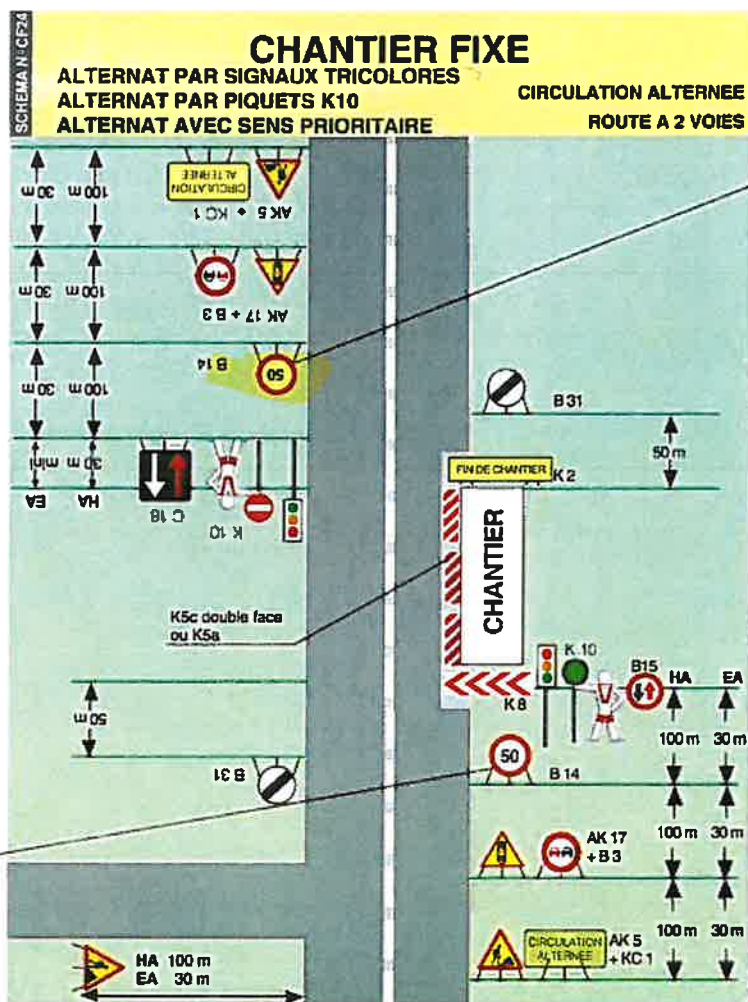 SCHEMA N°CF24
CHANTIER FIXE
ALTERNAT PAR SIGNAUX TRICOLORES
ALTERNAT PAR PIQUETS K10
ALTERNAT AVEC SENS PRIORITAIRE
CIRCULATION ALTERNEE
ROUTE A 2 VOIES
30 m
100 m
CIRCULATION
ALTERNEE
AK 5 + KC 1
30 m
100 m
AK 17 + B 3
30 m
100 m
B 14
50
EA
mini
HA
30 m
C 18
K 10
B 31
50 m
FIN DE CHANTIER
K 2
CHANTIER
K5c double face
ou K5a
K 10
B15
HA
EA
K 8
100 m
30 m
50 m
B 31
50
B 14
AK 17
+ B 3
100 m
30 m
100 m
30 m
CIRCULATION
ALTERNEE
AK 5
+ KC 1
HA 100 m
EA 30 m